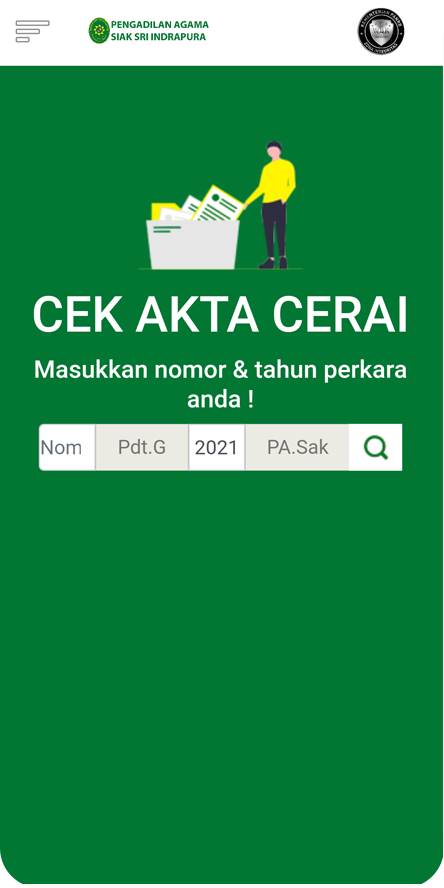 PENGADILAN AGAMA
SIAK SRI INDRAPURA
CEK AKTA CERAI
Masukkan nomor & tahun perkara
anda !
Nom Pdt.G 2021 PA.Sak